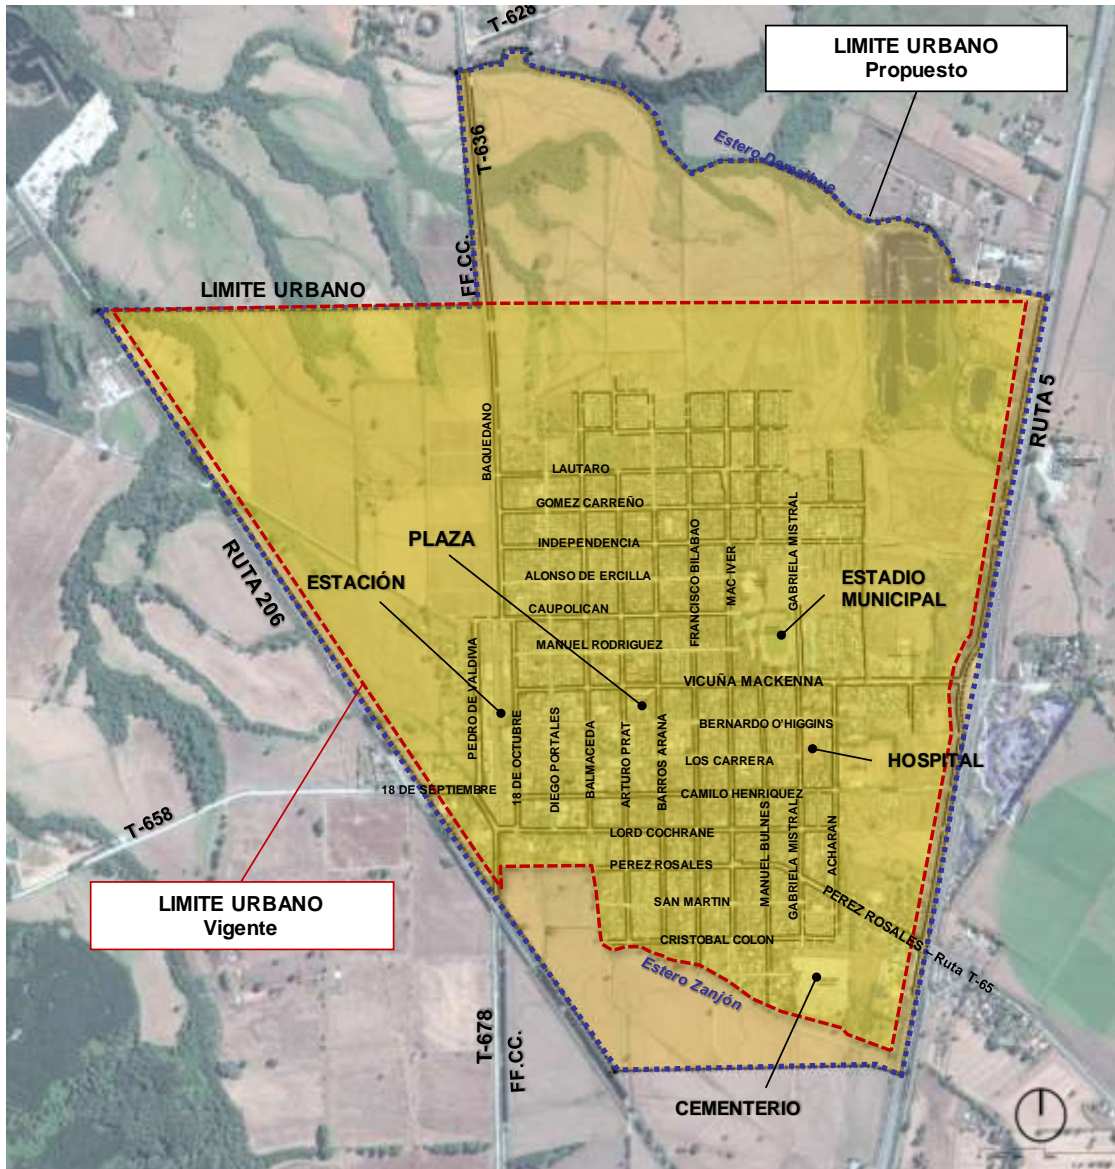 T-628
LIMITE URBANO
Propuesto
T-636
Estero Damaihue
FF.CC.
LIMITE URBANO
RUTA 5
BAQUEDANO
LAUTARO
GOMEZ CARREÑO
INDEPENDENCIA
ALONSO DE ERCILLA
CAUPOLICAN
MANUEL RODRIGUEZ
FRANCISCO BILABAO
MAC-IVER
GABRIELA MISTRAL
PLAZA
ESTACIÓN
ESTADIO
MUNICIPAL
RUTA 206
PEDRO DE VALDIVIA
VICUÑA MACKENNA
18 DE OCTUBRE
DIEGO PORTALES
BALMACEDA
ARTURO PRAT
BARROS ARANA
BERNARDO O'HIGGINS
LOS CARRERA
HOSPITAL
18 DE SEPTIEMBRE
CAMILO HENRIQUEZ
T-658
LORD COCHRANE
MANUEL BULNES
GABRIELA MISTRAL
ACHARAN
PEREZ ROSALES
SAN MARTIN
PEREZ ROSALES – Ruta T-65
LIMITE URBANO
Vigente
CRISTOBAL COLON
Estero Zanjón
T-678
FF.CC.
CEMENTERIO